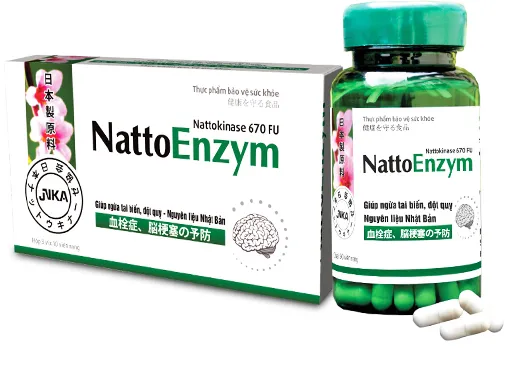 Thực phẩm bảo vệ sức khỏe
健康を守る食品
Nattokinase 670 FU
NattoEnzym
日本製原料
JNKA
Giúp ngừa tai biến, đột quỵ - Nguyên liệu Nhật Bản
血栓症、脳梗塞の予防
Thực phẩm bảo vệ sức khỏe
健康を守る食品
Nattokinase 670 FU
NattoEnzym
日本製原料
JNKA
Giúp ngừa tai biến, đột quỵ
Nguyên liệu Nhật Bản
血栓症、脳梗塞の予防